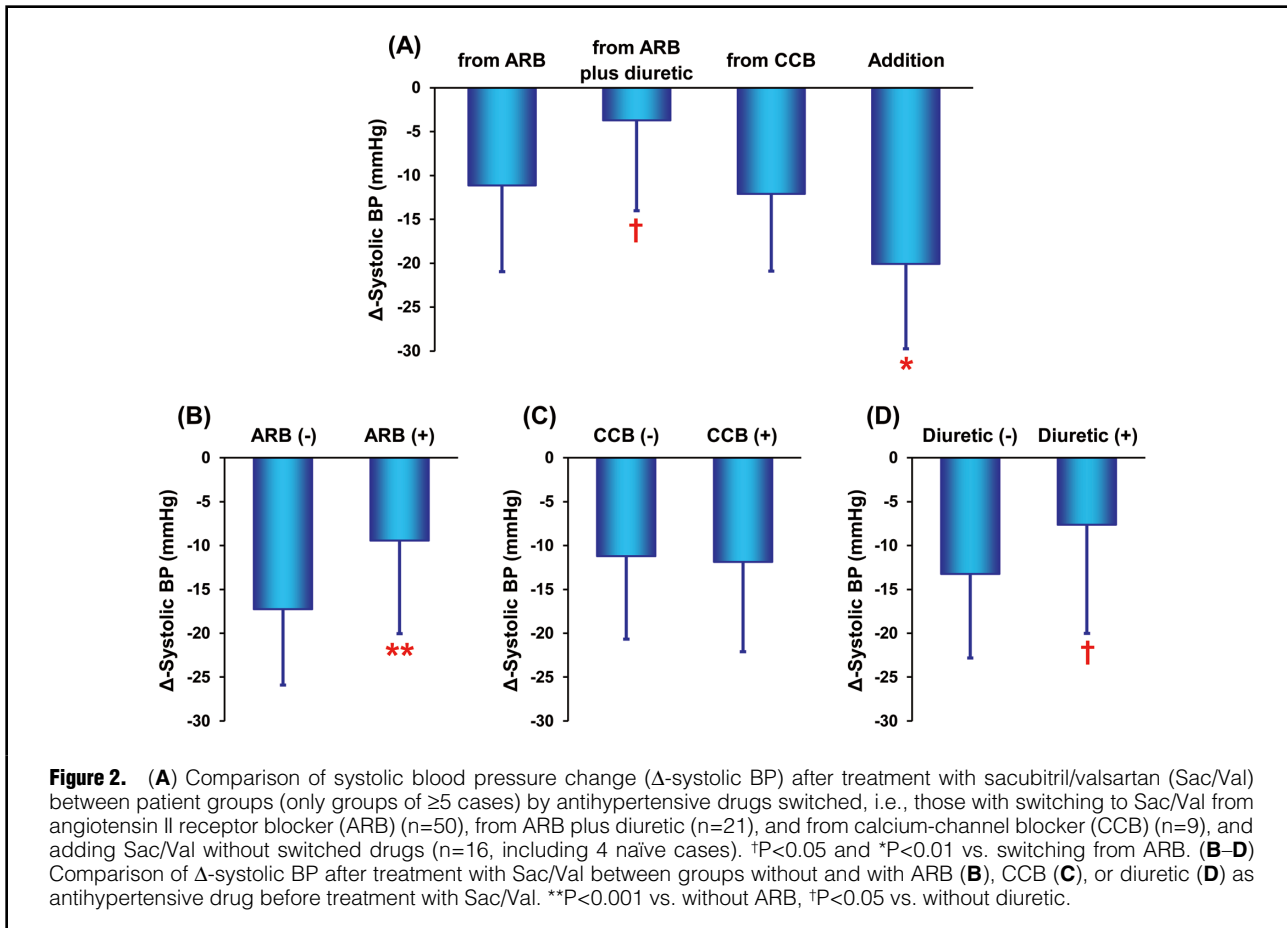 (A)
from ARB
from ARB
plus diuretic
from CCB
Addition
Δ-Systolic BP (mmHg)
0
-5
-10
-15
-20
-25
-30
†
*
(B)
ARB (-)
ARB (+)
Δ-Systolic BP (mmHg)
0
-5
-10
-15
-20
-25
-30
**
(C)
CCB (-)
CCB (+)
Δ-Systolic BP (mmHg)
0
-5
-10
-15
-20
-25
-30
(D)
Diuretic (-)
Diuretic (+)
Δ-Systolic BP (mmHg)
0
-5
-10
-15
-20
-25
-30
†
Figure 2. (A) Comparison of systolic blood pressure change (Δ-systolic BP) after treatment with sacubitril/valsartan (Sac/Val)
between patient groups (only groups of ≥5 cases) by antihypertensive drugs switched, i.e., those with switching to Sac/Val from
angiotensin II receptor blocker (ARB) (n=50), from ARB plus diuretic (n=21), and from calcium-channel blocker (CCB) (n=9), and
adding Sac/Val without switched drugs (n=16, including 4 naïve cases). †P<0.05 and *P<0.01 vs. switching from ARB. (B–D)
Comparison of Δ-systolic BP after treatment with Sac/Val between groups without and with ARB (B), CCB (C), or diuretic (D) as
antihypertensive drug before treatment with Sac/Val. **P<0.001 vs. without ARB, †P<0.05 vs. without diuretic.